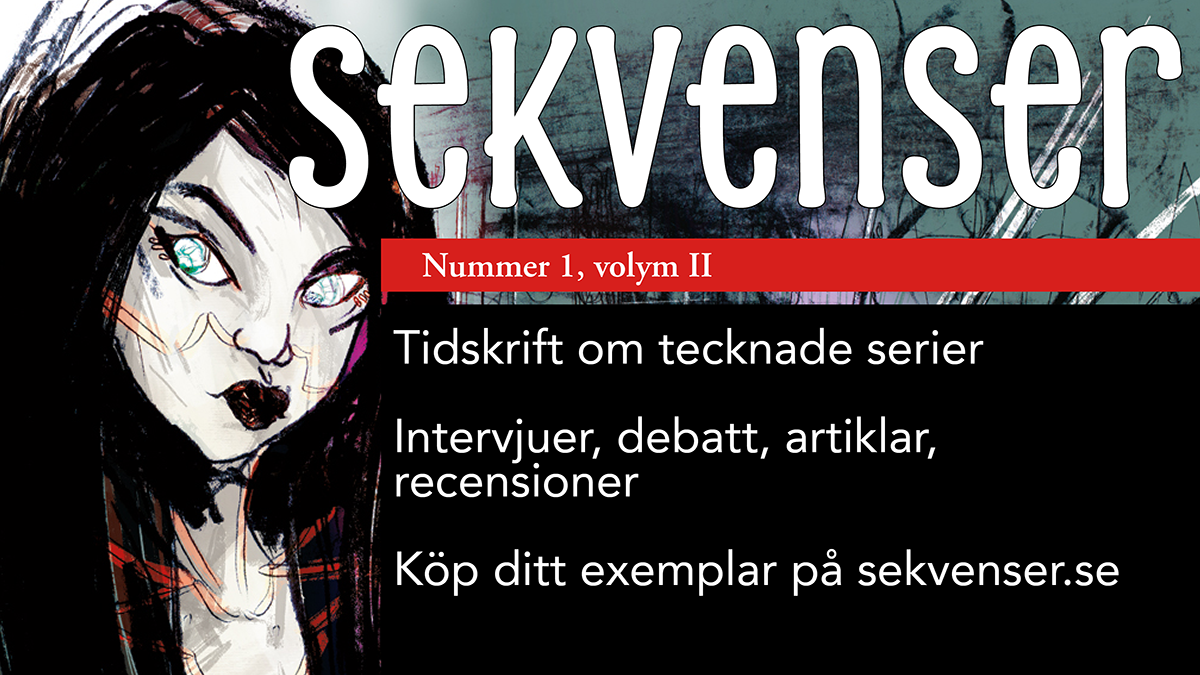 sekvenser
Nummer 1, volym II
Tidskrift om tecknade serier
Intervjuer, debatt, artiklar,
recensioner
Köp ditt exemplar på sekvenser.se